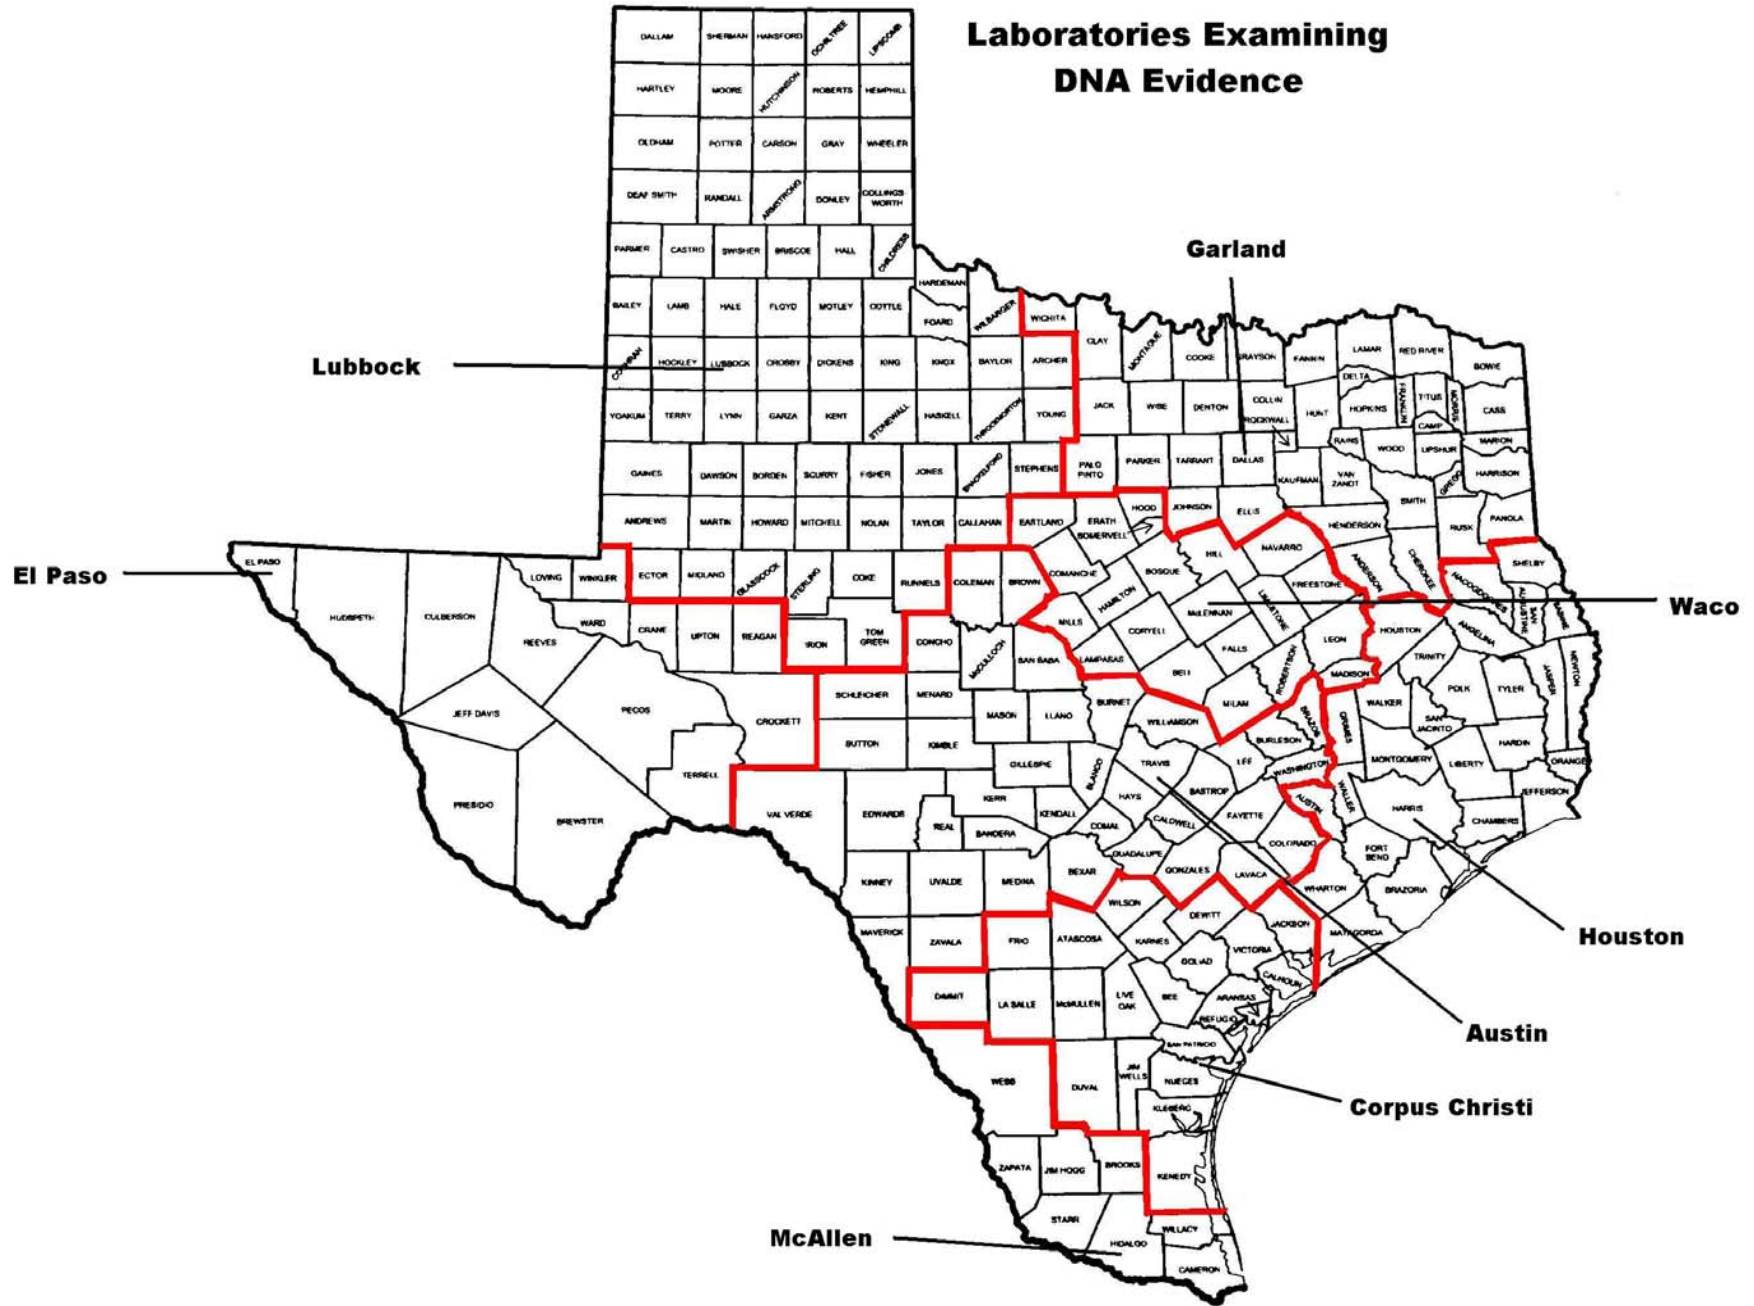 Laboratories Examining
DNA Evidence
DALLAM
SHERMAN
HANSFORD
OCHILTREE
LIPSCOMB
HARTLEY
MOORE
HUTCHINSON
ROBERTS
HEMPHILL
OLDHAM
POTTER
CARSON
GRAY
WHEELER
DEAF SMITH
RANDALL
ARMSTRONG
DONLEY
COLLINGS-
WORTH
PARMER
CASTRO
SWISHER
BRISCOE
HALL
CHILDRESS
Garland
HARDEMAN
BAILEY
LAMB
HALE
FLOYD
MOTLEY
COTTLE
FOARD
WILBARGER
WICHITA
CLAY
MONTAGUE
COOKE
GRAYSON
FANNIN
LAMAR
RED RIVER
BOWIE
DELTA
Lubbock
COCHRAN
HOCKLEY
LUBBOCK
CROSBY
DICKENS
KING
KNOX
BAYLOR
ARCHER
YOAKUM
TERRY
LYNN
GARZA
KENT
STONEWALL
HASKELL
THROCKMORTON
YOUNG
JACK
WISE
DENTON
COLLIN
ROCKWALL
HUNT
HOPKINS
FRANKLIN
TITUS
MORRIS
CASS
CAMP
MARION
RAINS
WOOD
UPSHUR
HARRISON
GREGG
GAINES
DAWSON
BORDEN
SCURRY
FISHER
JONES
SHACKELFORD
STEPHENS
PALO
PINTO
PARKER
TARRANT
DALLAS
KAUFMAN
VAN
ZANDT
SMITH
ANDREWS
MARTIN
HOWARD
MITCHELL
NOLAN
TAYLOR
CALLAHAN
EASTLAND
ERATH
HOOD
SOMERVELL
JOHNSON
ELLIS
HENDERSON
RUSK
PANOLA
El Paso
EL PASO
HUDSPETH
CULBERSON
LOVING
WINKLER
ECTOR
MIDLAND
GLASSCOCK
STERLING
COKE
RUNNELS
COLEMAN
BROWN
COMANCHE
HAMILTON
BOSQUE
HILL
NAVARRO
FREESTONE
ANDERSON
CHEROKEE
NACOGDOCHES
SHELBY
SAN
AUGUSTINE
SABINE
Waco
REEVES
WARD
CRANE
UPTON
REAGAN
IRION
TOM
GREEN
CONCHO
McCULLOCH
SAN SABA
MILLS
LAMPASAS
CORYELL
McLENNAN
LIMESTONE
FALLS
BELL
ROBERTSON
LEON
MADISON
HOUSTON
TRINITY
ANGELINA
POLK
TYLER
JASPER
NEWTON
JEFF DAVIS
PECOS
CROCKETT
SCHLEICHER
MENARD
MASON
LLANO
BURNET
WILLIAMSON
MILAM
BRAZOS
GRIMES
WALKER
SAN
JACINTO
HARDIN
ORANGE
PRESIDIO
BREWSTER
TERRELL
SUTTON
KIMBLE
GILLESPIE
BLANCO
TRAVIS
LEE
BURLESON
WASHINGTON
MONTGOMERY
LIBERTY
JEFFERSON
VAL VERDE
EDWARDS
REAL
KERR
BANDERA
KENDALL
HAYS
COMAL
CALDWELL
BASTROP
FAYETTE
AUSTIN
WALLER
HARRIS
CHAMBERS
COLORADO
FORT
BEND
KINNEY
UVALDE
MEDINA
BEXAR
GUADALUPE
GONZALES
LAVACA
WHARTON
BRAZORIA
MAVERICK
ZAVALA
FRIO
ATASCOSA
WILSON
KARNES
DEWITT
GOLIAD
VICTORIA
JACKSON
MATAGORDA
Houston
DIMMIT
LA SALLE
McMULLEN
LIVE
OAK
BEE
ARANSAS
REFUGIO
CALHOUN
Austin
WEBB
DUVAL
JIM
WELLS
SAN PATRICIO
NUECES
KLEBERG
Corpus Christi
ZAPATA
JIM HOGG
BROOKS
KENEDY
STARR
HIDALGO
WILLACY
CAMERON
McAllen